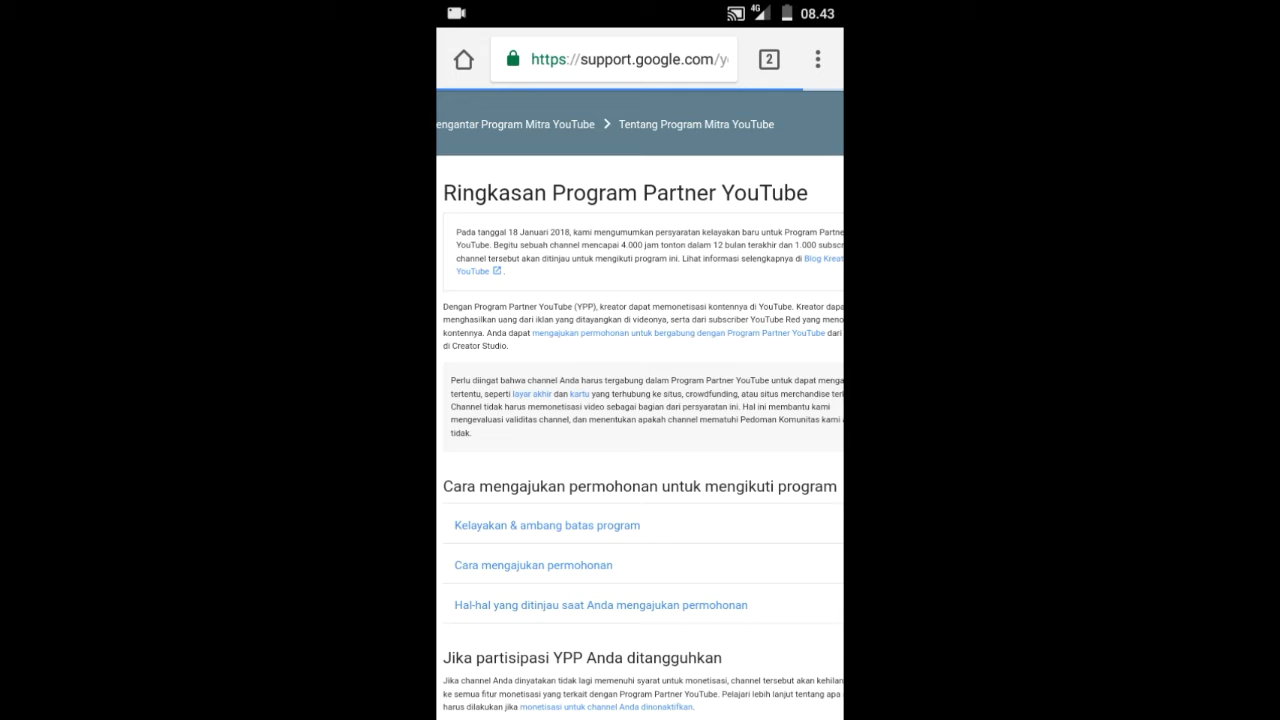 4G 08.43
https://support.google.com/y
2
engantar Program Mitra YouTube > Tentang Program Mitra YouTube
Ringkasan Program Partner YouTube
Pada tanggal 18 Januari 2018, kami mengumumkan persyaratan kelayakan baru untuk Program Partne
YouTube. Begitu sebuah channel mencapai 4.000 jam tonton dalam 12 bulan terakhir dan 1.000 subscr
channel tersebut akan ditinjau untuk mengikuti program ini. Lihat informasi selengkapnya di Blog Kreat
YouTube .
Dengan Program Partner YouTube (YPP), kreator dapat memonetisasi kontennya di YouTube. Kreator dapa
menghasilkan uang dari iklan yang ditayangkan di videonya, serta dari subscriber YouTube Red yang meno
kontennya. Anda dapat mengajukan permohonan untuk bergabung dengan Program Partner YouTube dari
di Creator Studio.
Perlu diingat bahwa channel Anda harus tergabung dalam Program Partner YouTube untuk dapat menga
tertentu, seperti layar akhir dan kartu yang terhubung ke situs, crowdfunding, atau situs merchandise ter
Channel tidak harus memonetisasi video sebagai bagian dari persyaratan ini. Hal ini membantu kami
mengevaluasi validitas channel, dan menentukan apakah channel mematuhi Pedoman Komunitas kami
tidak.
Cara mengajukan permohonan untuk mengikuti program
Kelayakan & ambang batas program
Cara mengajukan permohonan
Hal-hal yang ditinjau saat Anda mengajukan permohonan
Jika partisipasi YPP Anda ditangguhkan
Jika channel Anda dinyatakan tidak lagi memenuhi syarat untuk monetisasi, channel tersebut akan kehilan
ke semua fitur monetisasi yang terkait dengan Program Partner YouTube. Pelajari lebih lanjut tentang apa
harus dilakukan jika monetisasi untuk channel Anda dinonaktifkan.